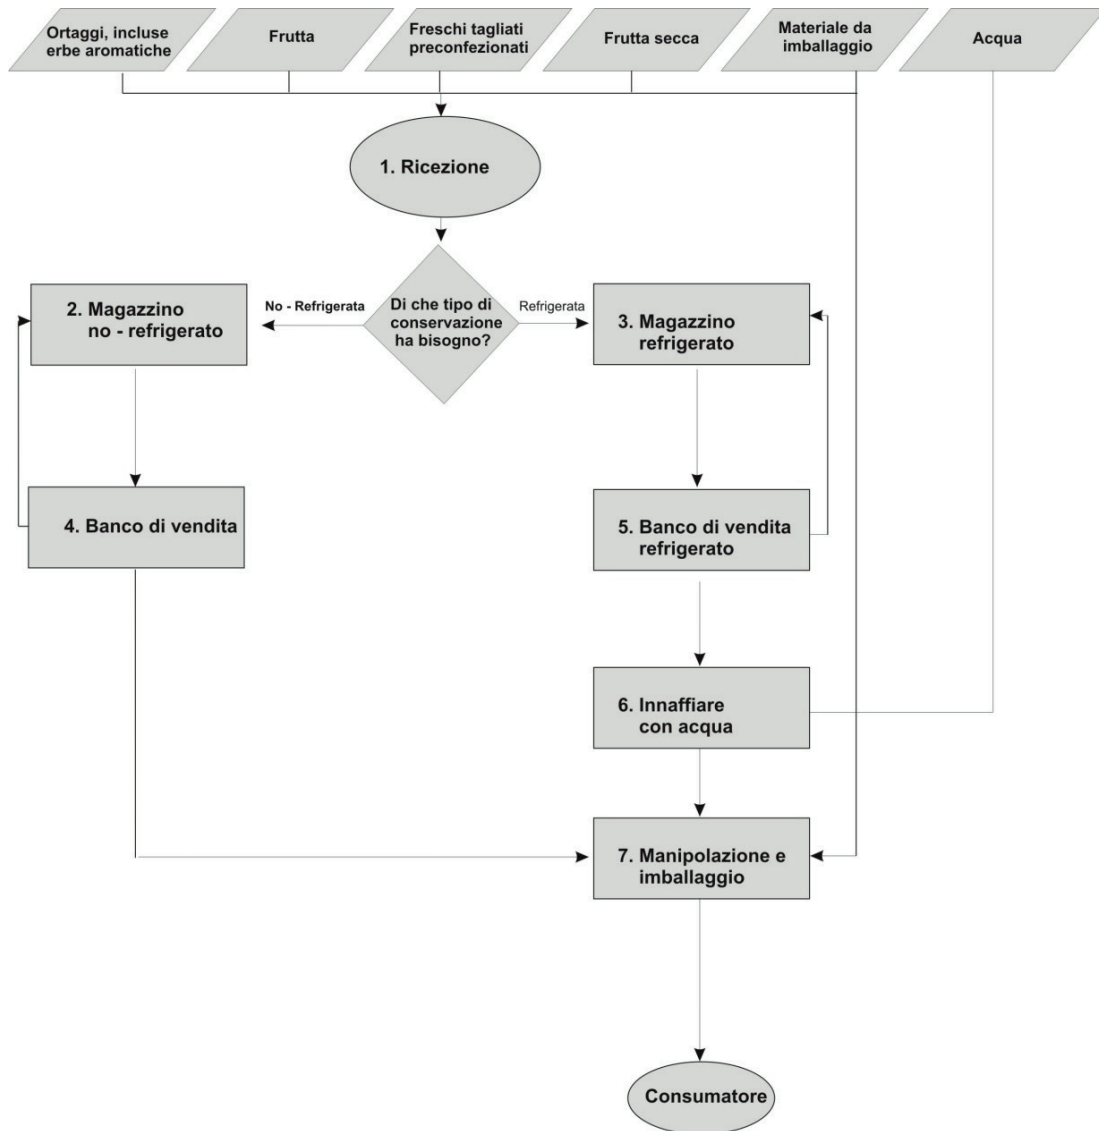 Ortaggi, incluse
erbe aromatiche
Frutta
Freschi tagliati
preconfezionati
Frutta secca
Materiale da
imballaggio
Acqua
1. Ricezione
Di che tipo di
conservazione
ha bisogno?
No - Refrigerata
Refrigerata
2. Magazzino
no - refrigerato
3. Magazzino
refrigerato
4. Banco di vendita
5. Banco di vendita
refrigerato
6. Innaffiare
con acqua
7. Manipolazione e
imballaggio
Consumatore